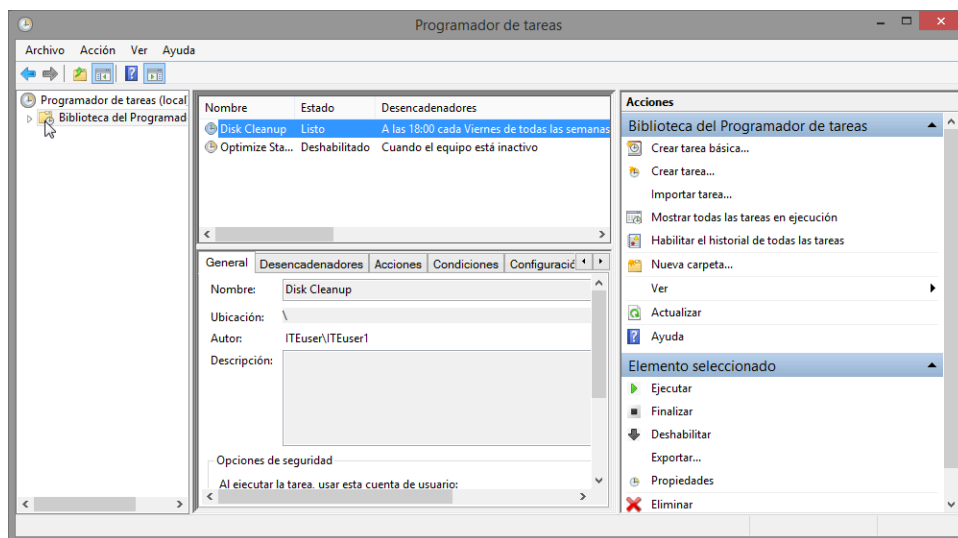 Programador de tareas
Archivo Acción Ver Ayuda
Programador de tareas (local
Biblioteca del Programad
Nombre Estado Desencadenadores
Disk Cleanup Listo A las 18:00 cada Viernes de todas las semanas
Optimize Sta... Deshabilitado Cuando el equipo está inactivo
General Desencadenadores Acciones Condiciones Configuració
Nombre: Disk Cleanup
Ubicación: \
Autor: ITEuser\ITEuser1
Descripción:
Opciones de seguridad
Al ejecutar la tarea, usar esta cuenta de usuario:
Acciones
Biblioteca del Programador de tareas
Crear tarea básica...
Crear tarea...
Importar tarea...
Mostrar todas las tareas en ejecución
Habilitar el historial de todas las tareas
Nueva carpeta...
Ver
Actualizar
Ayuda
Elemento seleccionado
Ejecutar
Finalizar
Deshabilitar
Exportar...
Propiedades
Eliminar